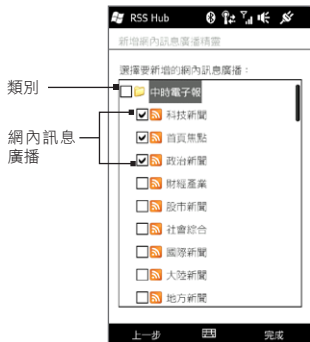 RSS Hub
新增網內訊息廣播精靈
選擇要新增的網內訊息廣播：
類別
中時電子報
網內訊息
廣播
科技新聞
首頁焦點
政治新聞
財經產業
股市新聞
社會綜合
國際新聞
大陸新聞
地方新聞
上一步
完成